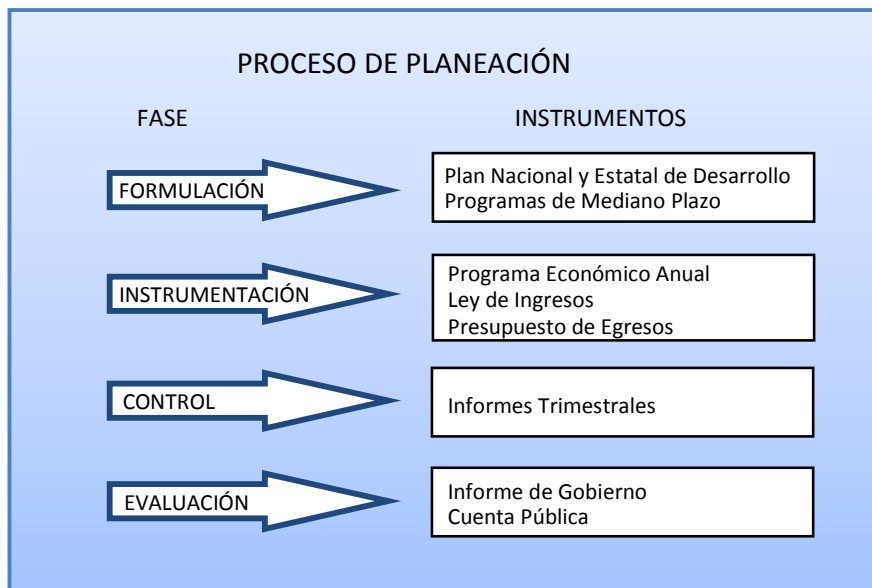 PROCESO DE PLANEACIÓN
FASE
INSTRUMENTOS
FORMULACIÓN
Plan Nacional y Estatal de Desarrollo
Programas de Mediano Plazo
INSTRUMENTACIÓN
Programa Económico Anual
Ley de Ingresos
Presupuesto de Egresos
CONTROL
Informes Trimestrales
EVALUACIÓN
Informe de Gobierno
Cuenta Pública